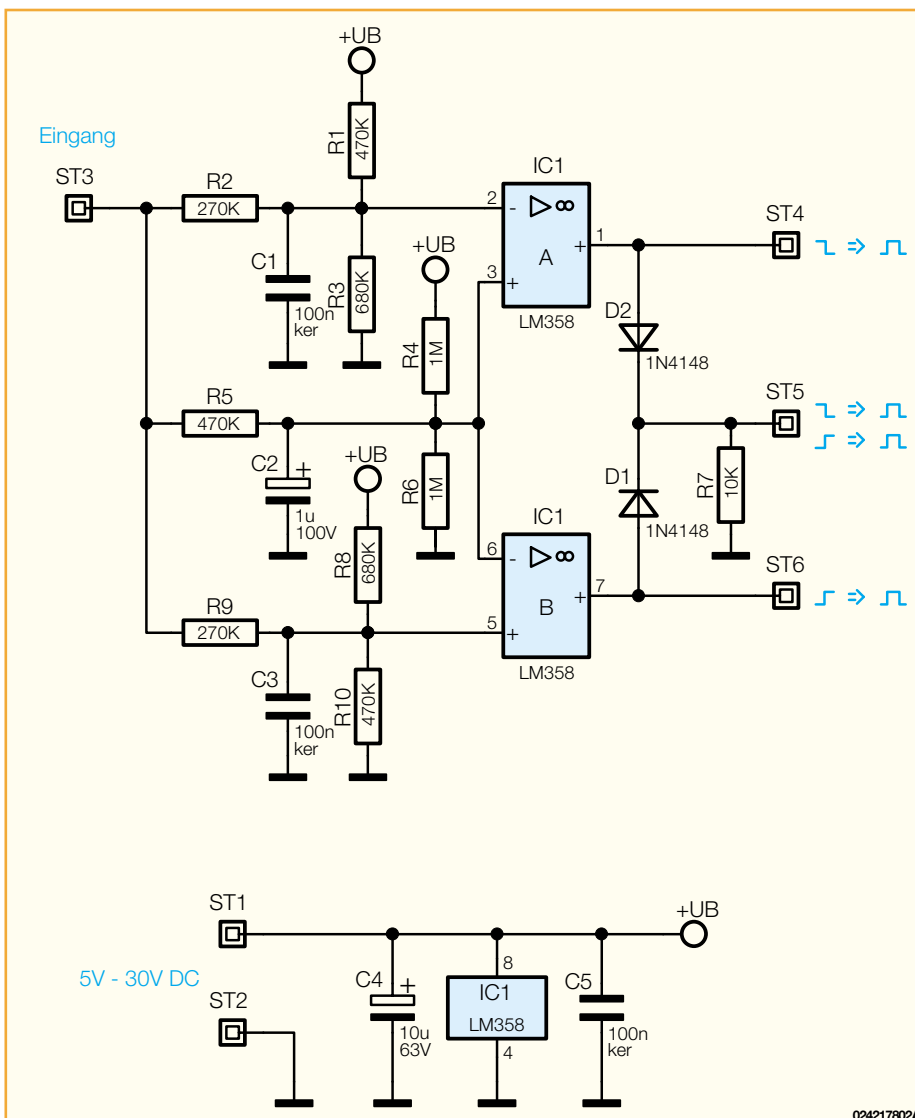 +UB
R1
470K
Eingang
ST3
R2
270K
IC1
2
-
∞
A
+
1
3
+
LM358
ST4
C1
100n
ker
R3
680K
+UB
R4
1M
D2
1N4148
ST5
R5
470K
C2
+
1u
100V
+UB
R6
1M
R8
680K
D1
1N4148
R7
10K
IC1
6
-
∞
B
+
7
5
+
LM358
ST6
R9
270K
C3
100n
ker
R10
470K
ST1
+UB
5V - 30V DC
ST2
C4
+
10u
63V
8
IC1
LM358
4
C5
100n
ker